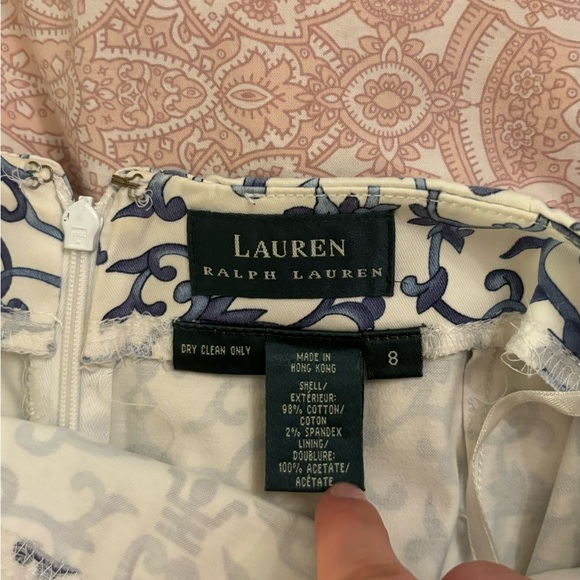 LAUREN
RALPH LAUREN
DRY CLEAN ONLY
8
MADE IN
HONG KONG
SHELL/
EXTÉRIEUR:
98% COTTON/
COTON
2% SPANDEX
LINING/
DOUBLURE:
100% ACETATE/
ACÉTATE